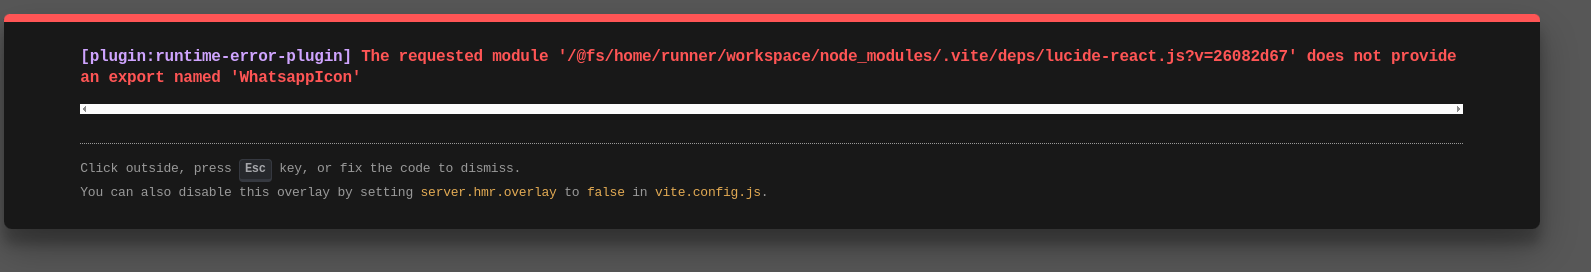 [plugin:runtime-error-plugin] The requested module '/@fs/home/runner/workspace/node_modules/.vite/deps/lucide-react.js?v=26082d67' does not provide
an export named 'WhatsappIcon'
Click outside, press Esc key, or fix the code to dismiss.
You can also disable this overlay by setting server.hmr.overlay to false in vite.config.js.